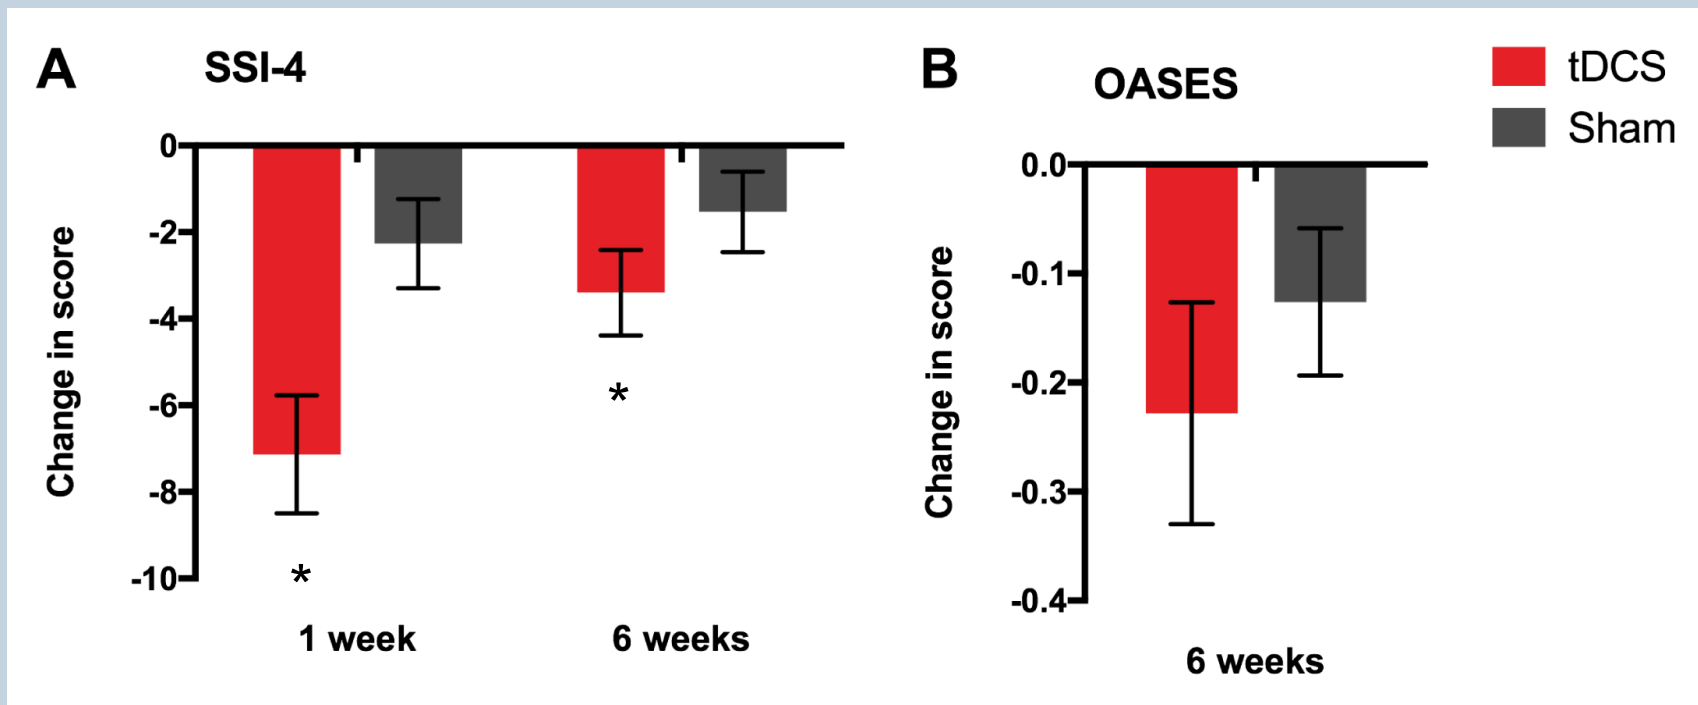 A
SSI-4
Change in score
0
-2
-4
-6
-8
-10
*
*
1 week
6 weeks
B
OASES
Change in score
0.0
-0.1
-0.2
-0.3
-0.4
6 weeks
tDCS
Sham